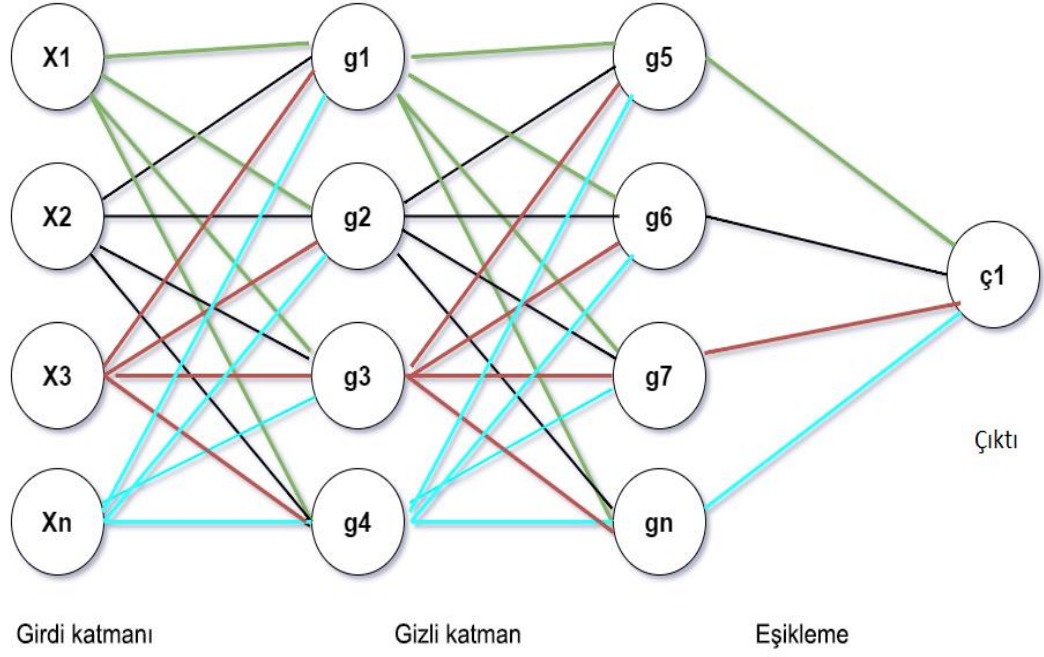 X1 g1 g5
X2 g2 g6
ç1
X3 g3 g7
Çıktı
Xn g4 gn
Girdi katmanı Gizli katman Eşikleme